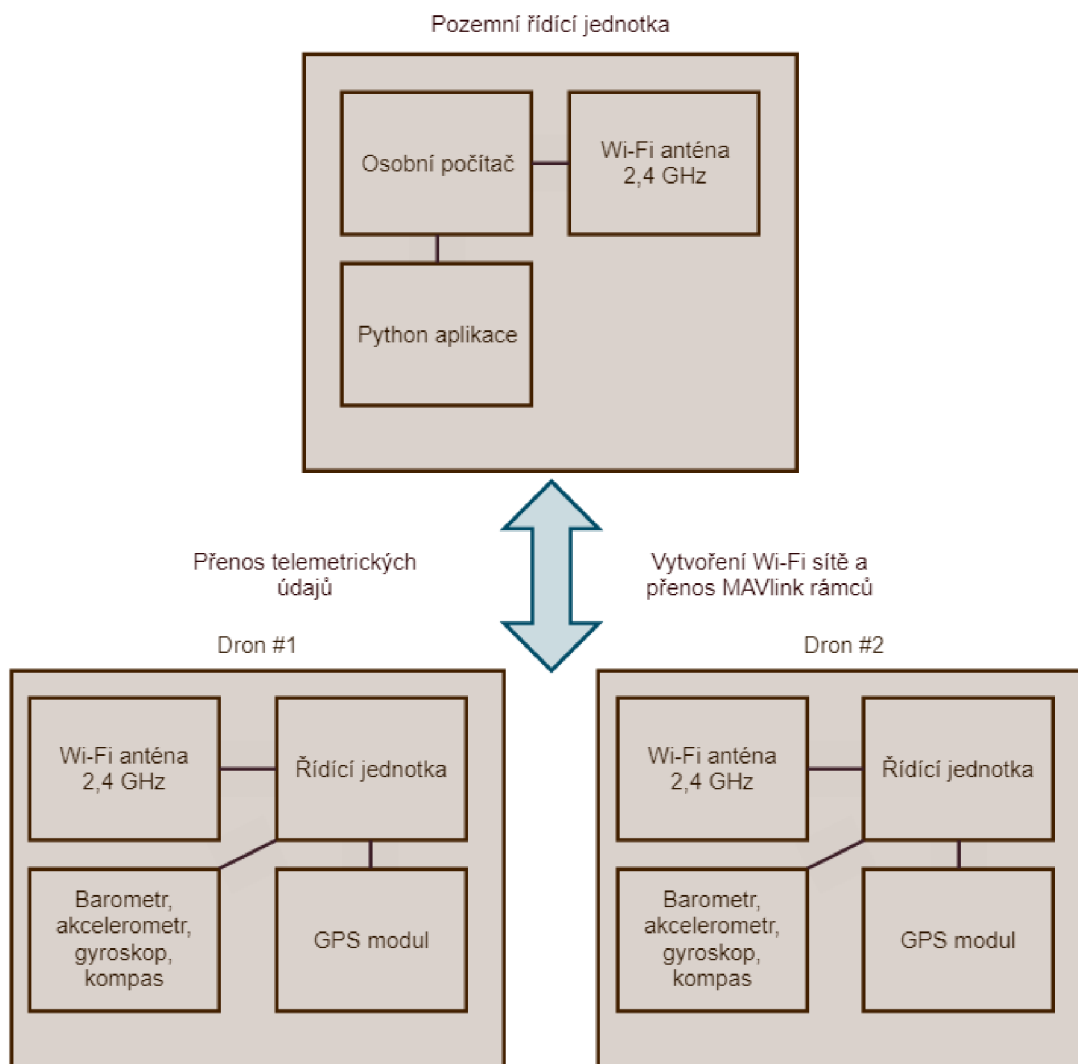 Pozemní řídící jednotka
Osobní počítač
Wi-Fi anténa
2,4 GHz
Python aplikace
Přenos telemetrických
údajů
Vytvoření Wi-Fi sítě a
přenos MAVlink rámců
Dron #1
Wi-Fi anténa
2,4 GHz
Řídící jednotka
Barometr,
akcelerometr,
gyroskop,
kompas
GPS modul
Dron #2
Wi-Fi anténa
2,4 GHz
Řídící jednotka
Barometr,
akcelerometr,
gyroskop,
kompas
GPS modul